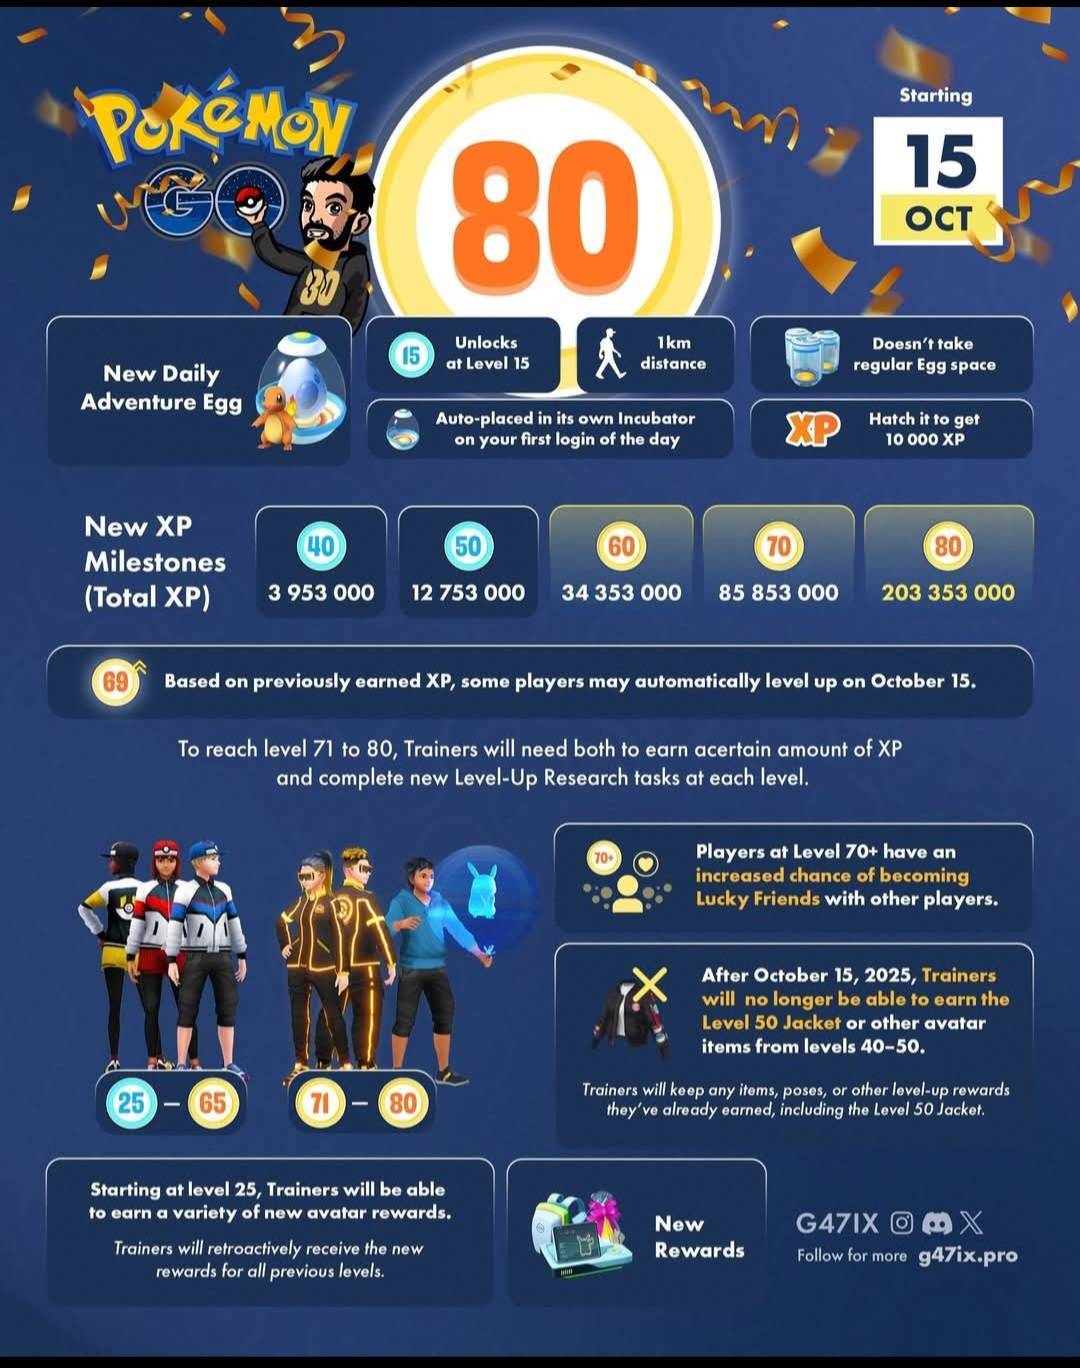 POKéMON
GO
30
80
Starting
15
OCT
New Daily
Adventure Egg
15
Unlocks
at Level 15
1km
distance
Doesn't take
regular Egg space
Auto-placed in its own Incubator
on your first login of the day
XP
Hatch it to get
10 000 XP
New XP
Milestones
(Total XP)
40
3 953 000
50
12 753 000
60
34 353 000
70
85 853 000
80
203 353 000
69
Based on previously earned XP, some players may automatically level up on October 15.
To reach level 71 to 80, Trainers will need both to earn acertain amount of XP
and complete new Level-Up Research tasks at each level.
25 – 65
71 – 80
70+
Players at Level 70+ have an
increased chance of becoming
Lucky Friends with other players.
After October 15, 2025, Trainers
will no longer be able to earn the
Level 50 Jacket or other avatar
items from levels 40–50.
Trainers will keep any items, poses, or other level-up rewards
they've already earned, including the Level 50 Jacket.
Starting at level 25, Trainers will be able
to earn a variety of new avatar rewards.
Trainers will retroactively receive the new
rewards for all previous levels.
New
Rewards
G47IX
Follow for more g47ix.pro